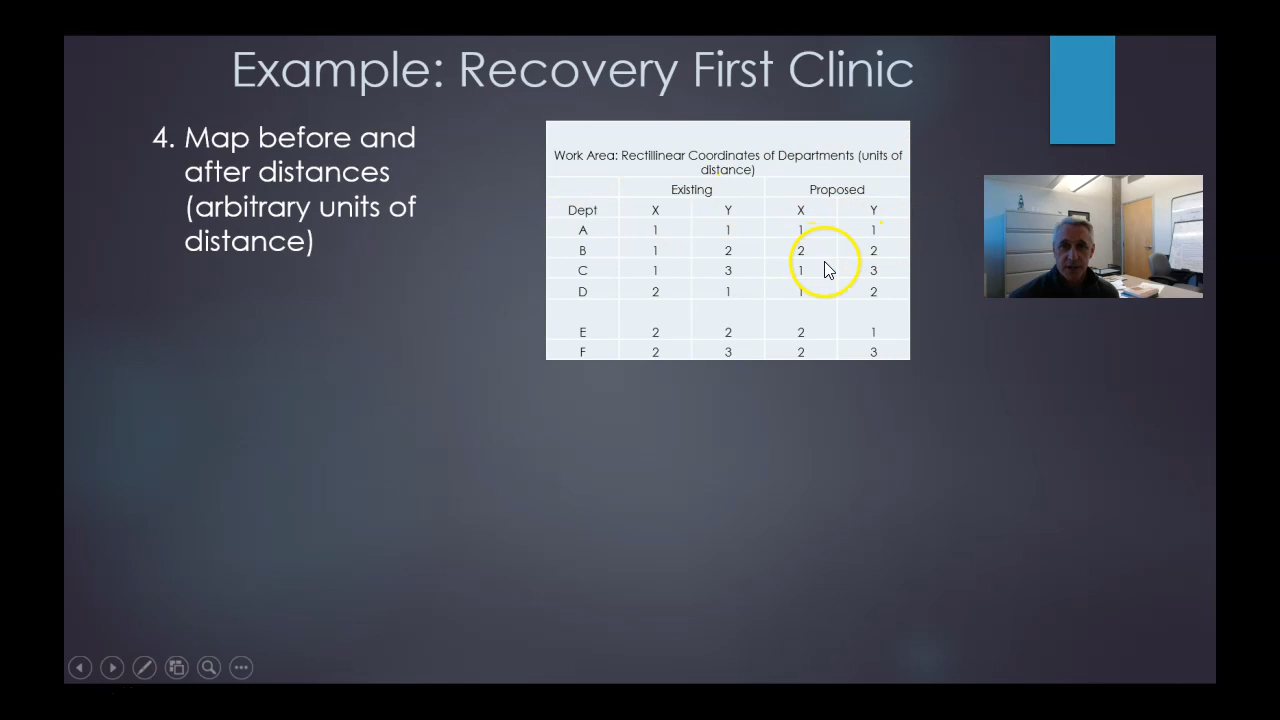 Example: Recovery First Clinic
4. Map before and
after distances
(arbitrary units of
distance)
Work Area: Rectillinear Coordinates of Departments (units of
distance)
Existing Proposed
Dept X Y X Y
A 1 1 1 1
B 1 2 2 2
C 1 3 1 3
D 2 1 1 2
E 2 2 2 1
F 2 3 2 3